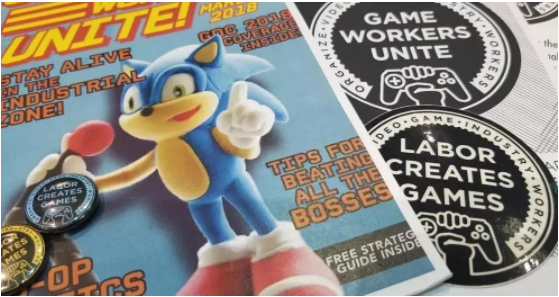 UNITE!
MARCH
2018
GDC 2018
COVERAGE
INSIDE!
STAY ALIVE
IN THE
INDUSTRIAL
ZONE!
TIPS FOR
BEATING
ALL THE
BOSSES
FREE STRATEGY
GUIDE INSIDE
LABOR
CREATES
GAMES
GAMES
GAME
WORKERS
UNITE
ORGANIZE·VIDEO INDUSTRY·WORKERS
VIDEO·GAME·INDUSTRY·WORKERS
LABOR
CREATES
GAMES
the